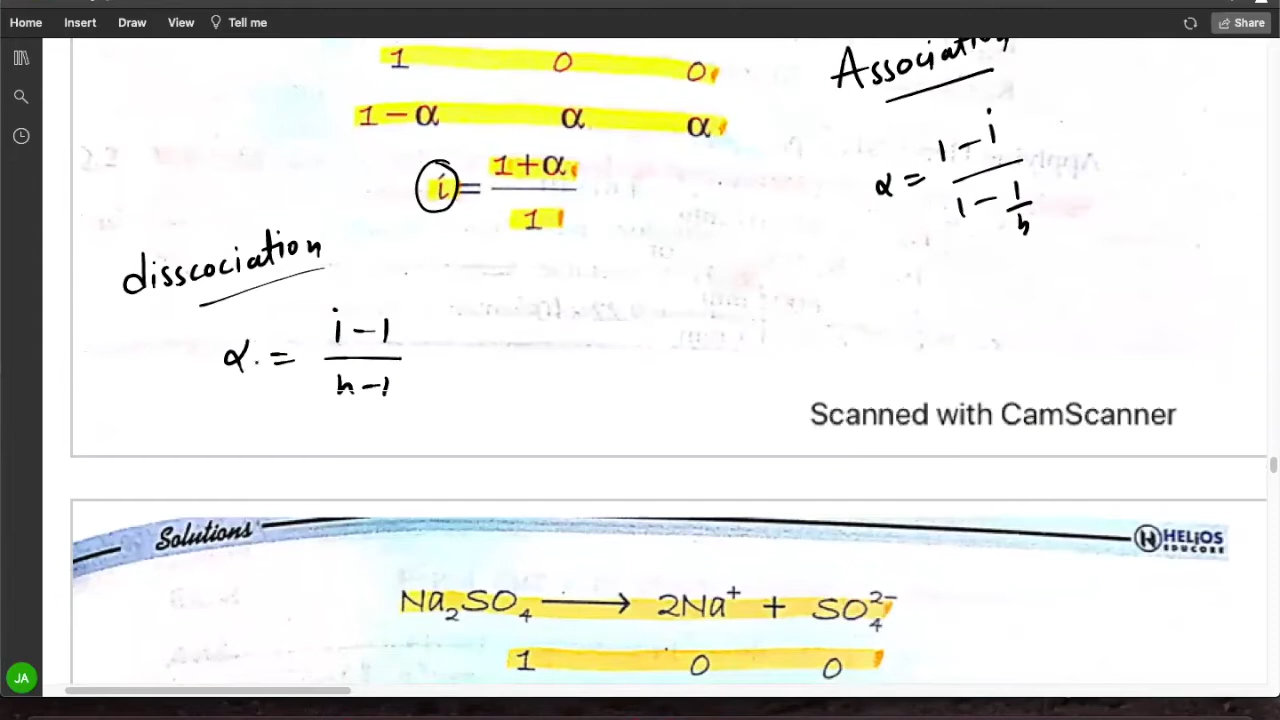 Home Insert Draw View Tell me
Share
1 0 0
1-α α α
i = 1+α / 1
Association
α = 1-i / 1 - 1/n
disscociation
α. = i-1 / n-1
Scanned with CamScanner
Solutions
HELIOS
EDUCORE
Na₂SO₄ ⟶ 2Na⁺ + SO₄²⁻
1 0 0
JA